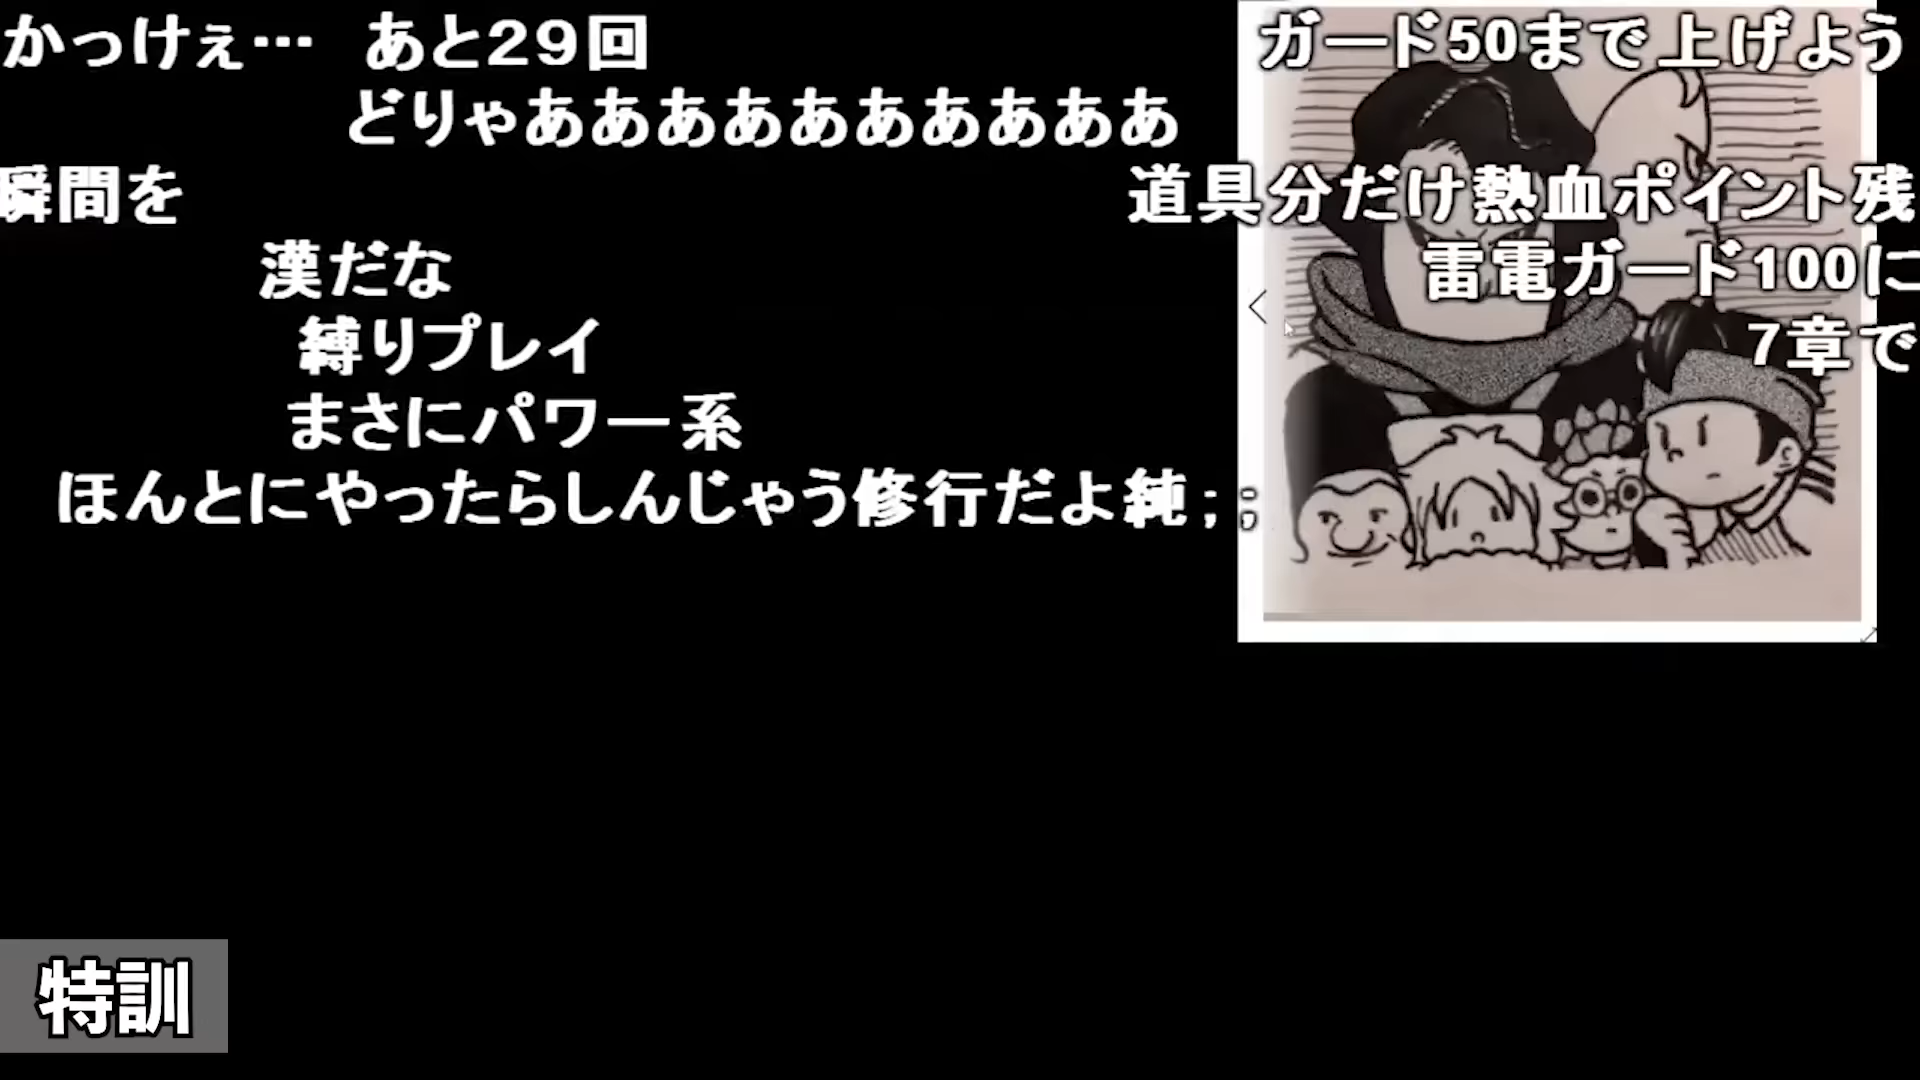 かっけぇ… あと29回
ガード50まで上げよう
どりゃああああああああああ
瞬間を
道具分だけ熱血ポイント残
漢だな
雷電ガード100に
縛りプレイ
7章で
まさにパワー系
ほんとにやったらしんじゃう修行だよ純；；
特訓